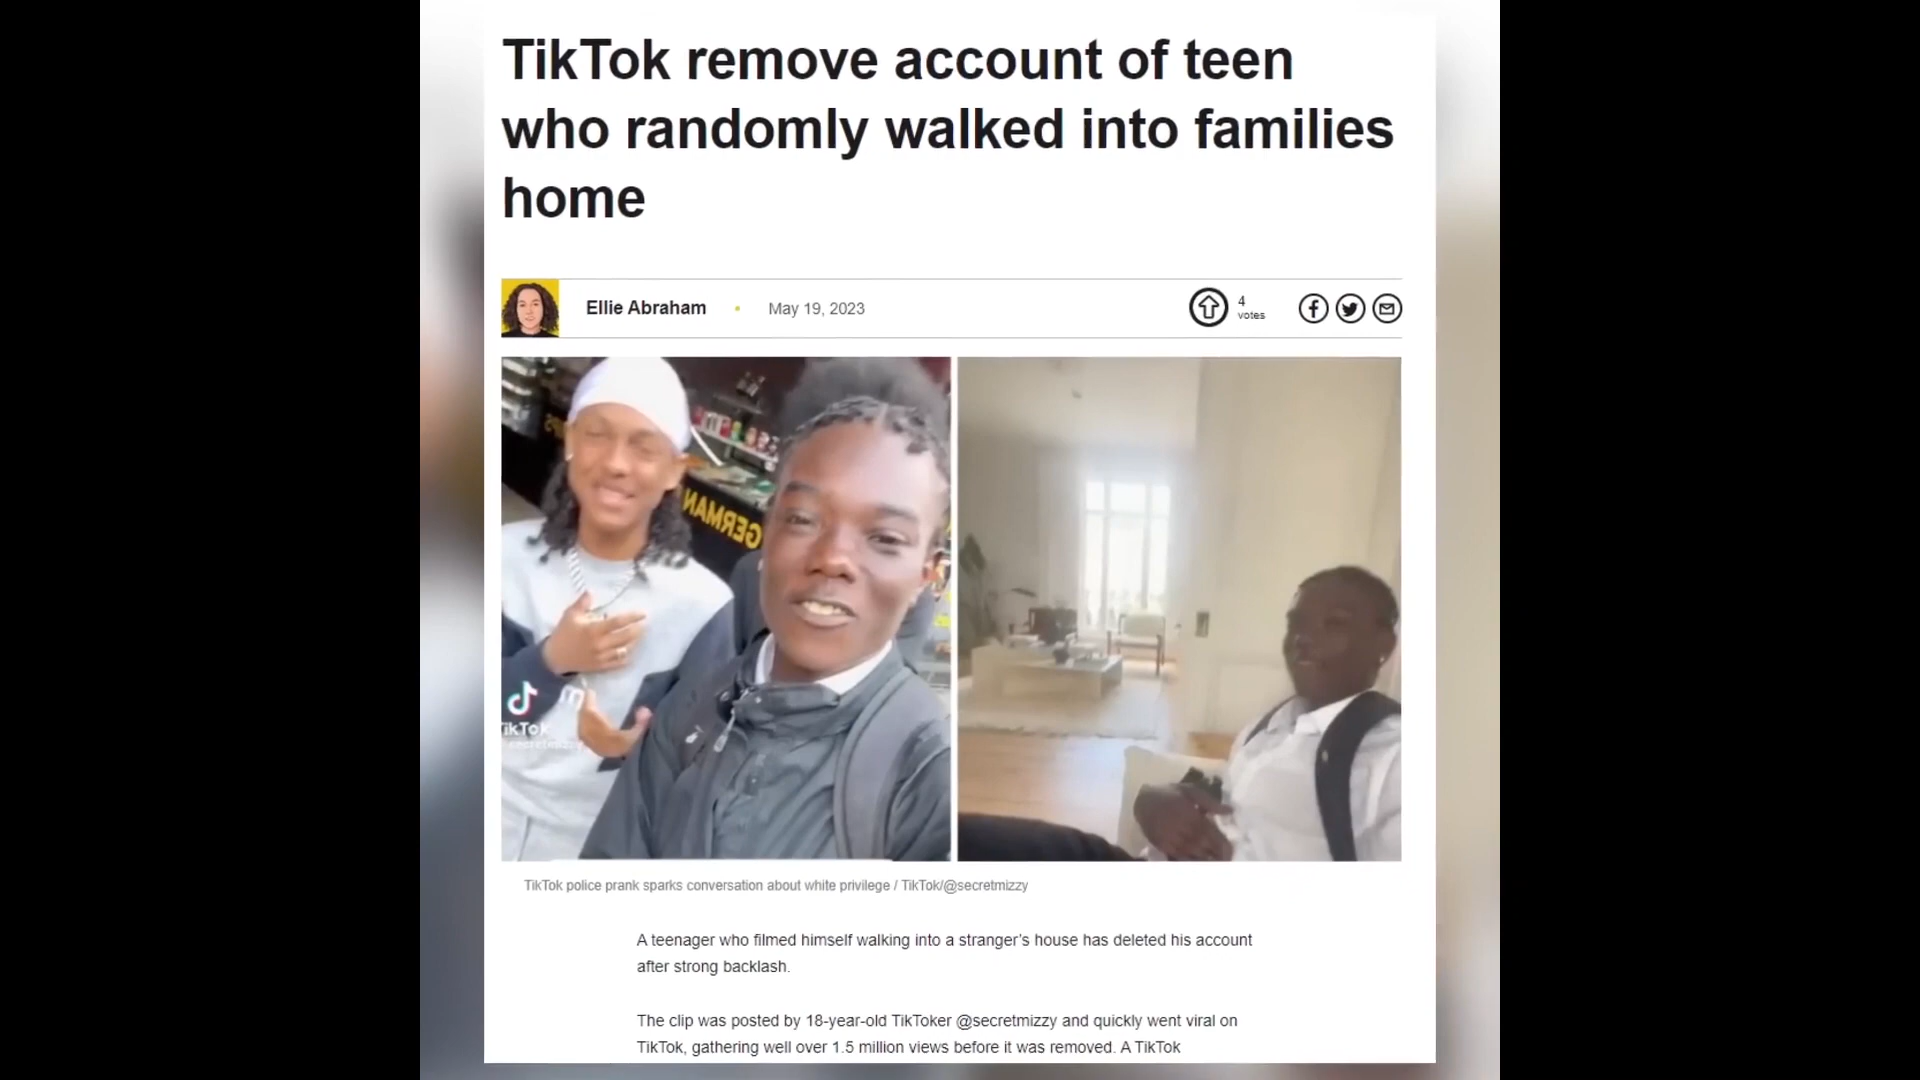 TikTok remove account of teen
who randomly walked into families
home
Ellie Abraham • May 19, 2023
4
votes
GERMAN
TikTok
secretmizzy
TikTok police prank sparks conversation about white privilege / TikTok/@secretmizzy
A teenager who filmed himself walking into a stranger’s house has deleted his account
after strong backlash.
The clip was posted by 18-year-old TikToker @secretmizzy and quickly went viral on
TikTok, gathering well over 1.5 million views before it was removed. A TikTok